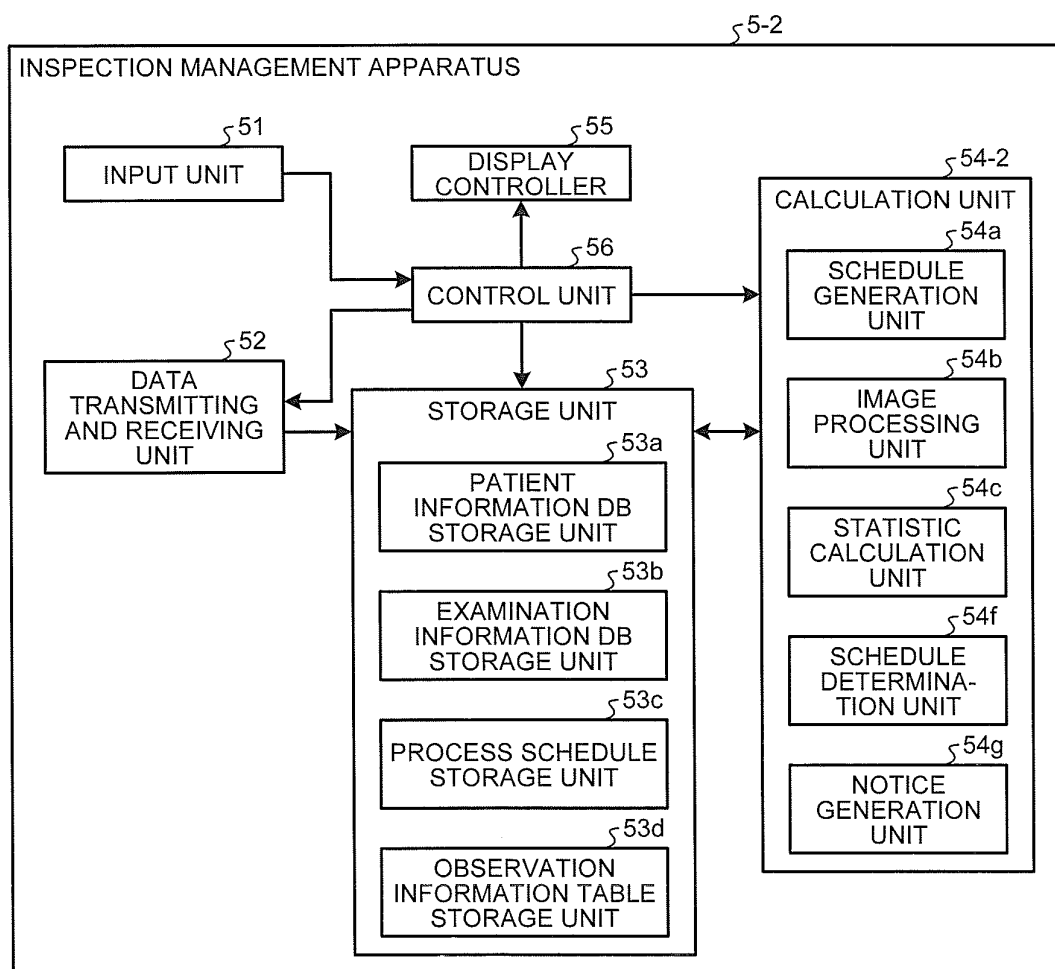 5-2
INSPECTION MANAGEMENT APPARATUS
51
INPUT UNIT
55
DISPLAY
CONTROLLER
56
CONTROL UNIT
52
DATA
TRANSMITTING
AND RECEIVING
UNIT
53
STORAGE UNIT
53a
PATIENT
INFORMATION DB
STORAGE UNIT
53b
EXAMINATION
INFORMATION DB
STORAGE UNIT
53c
PROCESS SCHEDULE
STORAGE UNIT
53d
OBSERVATION
INFORMATION TABLE
STORAGE UNIT
54-2
CALCULATION UNIT
54a
SCHEDULE
GENERATION
UNIT
54b
IMAGE
PROCESSING
UNIT
54c
STATISTIC
CALCULATION
UNIT
54f
SCHEDULE
DETERMINA-
TION UNIT
54g
NOTICE
GENERATION
UNIT